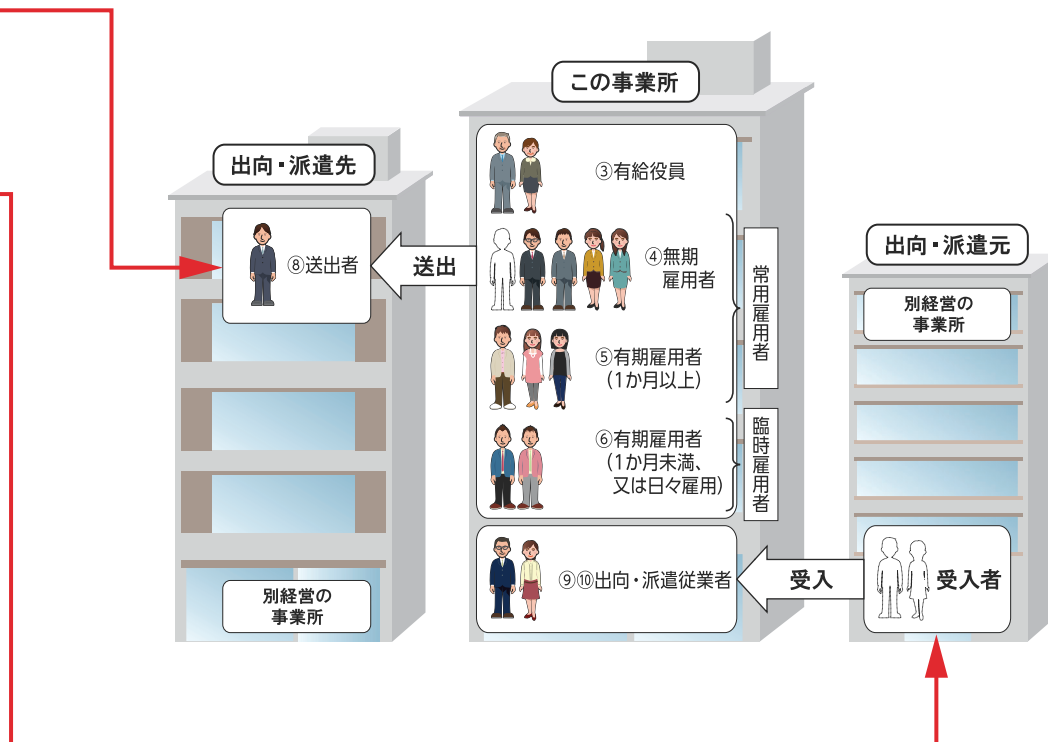 この事業所
出向・派遣先
③有給役員
⑧送出者
送出
④無期
雇用者
常用雇用者
⑤有期雇用者
(1か月以上)
⑥有期雇用者
(1か月未満、
又は日々雇用)
臨時雇用者
⑨⑩出向・派遣従業者
別経営の
事業所
出向・派遣元
別経営の
事業所
受入
受入者